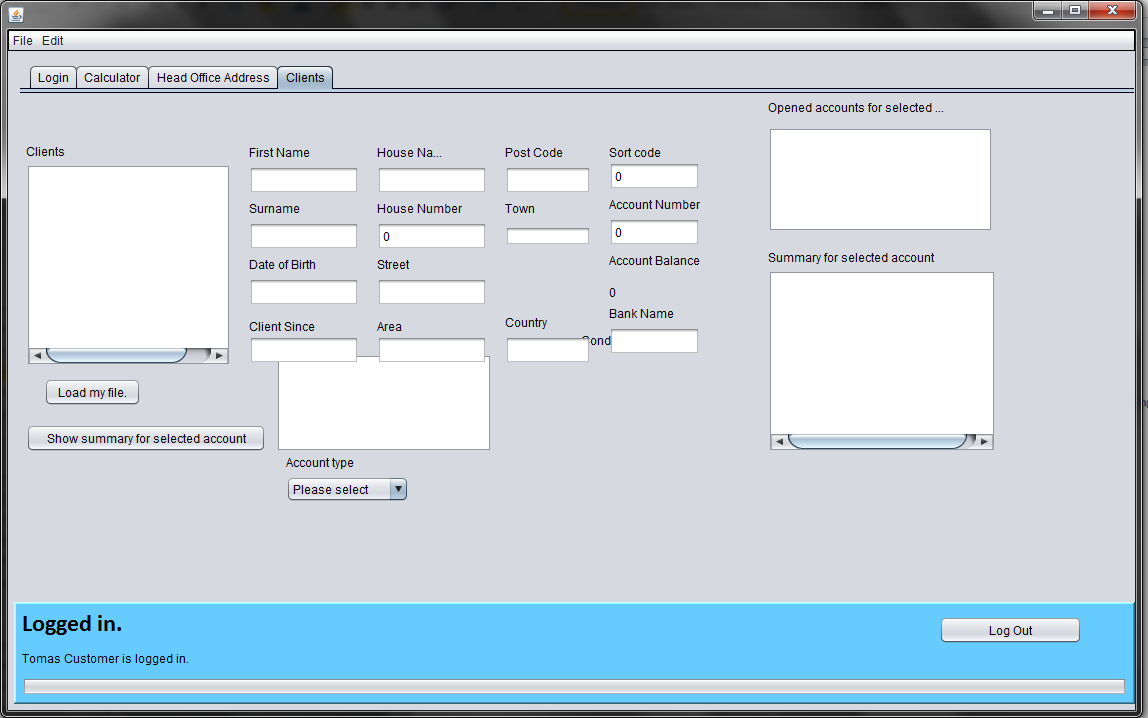 File Edit
Login Calculator Head Office Address Clients
Opened accounts for selected ...
Clients
First Name House Na... Post Code Sort code
0
Surname House Number Town Account Number
0 0
Date of Birth Street Account Balance
Summary for selected account
0
Client Since Area Country Bank Name
Cond
Load my file.
Show summary for selected account
Account type
Please select
Logged in.
Log Out
Tomas Customer is logged in.